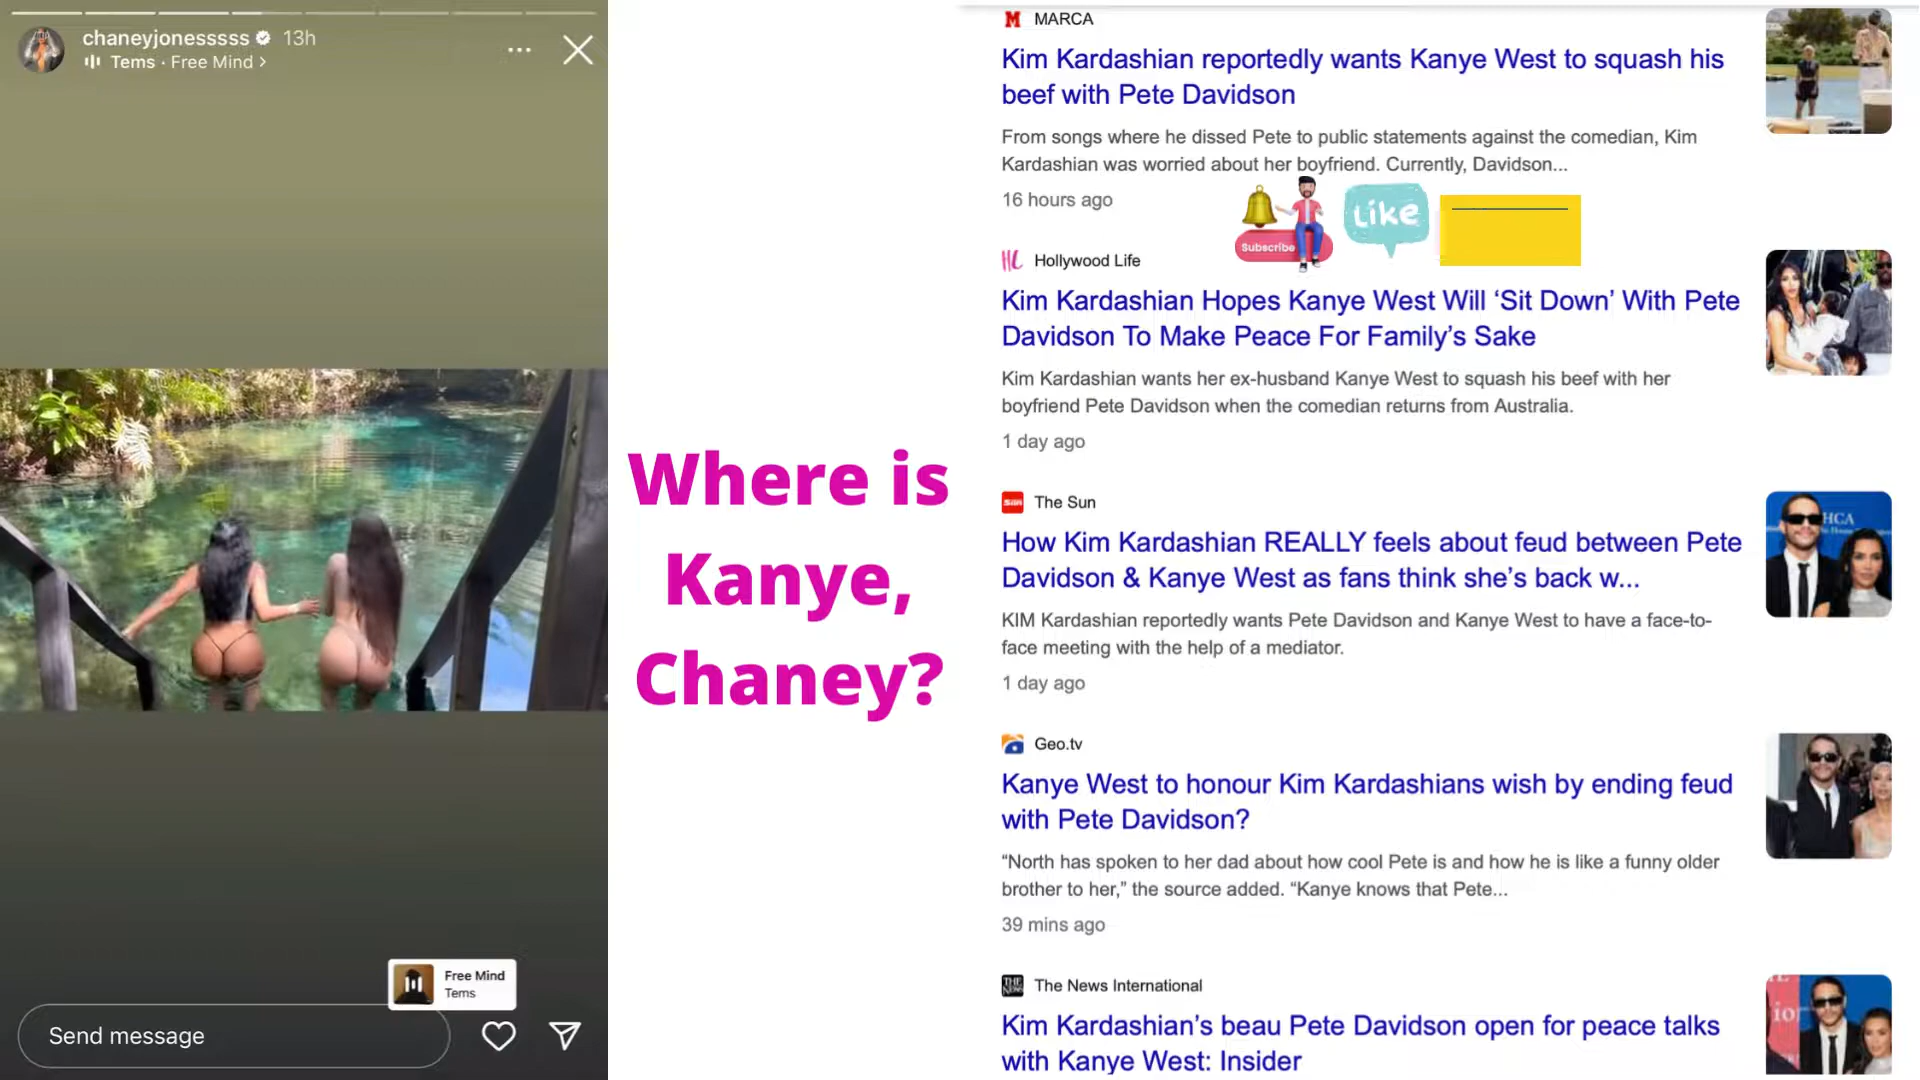 chaneyjonesssss 13h
Tems · Free Mind >
Free Mind
Tems
Send message
Where is
Kanye,
Chaney?
MARCA
Kim Kardashian reportedly wants Kanye West to squash his
beef with Pete Davidson
From songs where he dissed Pete to public statements against the comedian, Kim
Kardashian was worried about her boyfriend. Currently, Davidson...
16 hours ago
Subscribe
Like
HL Hollywood Life
Kim Kardashian Hopes Kanye West Will ‘Sit Down’ With Pete
Davidson To Make Peace For Family’s Sake
Kim Kardashian wants her ex-husband Kanye West to squash his beef with her
boyfriend Pete Davidson when the comedian returns from Australia.
1 day ago
The Sun
How Kim Kardashian REALLY feels about feud between Pete
Davidson & Kanye West as fans think she’s back w...
KIM Kardashian reportedly wants Pete Davidson and Kanye West to have a face-to-
face meeting with the help of a mediator.
1 day ago
HCA
Geo.tv
Kanye West to honour Kim Kardashians wish by ending feud
with Pete Davidson?
“North has spoken to her dad about how cool Pete is and how he is like a funny older
brother to her,” the source added. “Kanye knows that Pete...
39 mins ago
THE NEWS The News International
Kim Kardashian’s beau Pete Davidson open for peace talks
with Kanye West: Insider